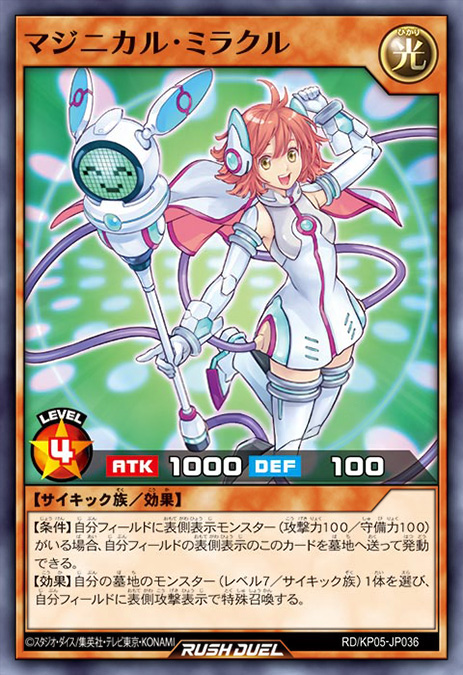 マジニカル・ミラクル
ひかり
光
LEVEL
4
ATK 1000 DEF 100
【サイキック族／効果】
【条件】自分フィールドに表側表示モンスター（攻撃力100／守備力100）
がいる場合、自分フィールドの表側表示のこのカードを墓地へ送って発動
できる。
【効果】自分の墓地のモンスター（レベル7／サイキック族）1体を選び、
自分フィールドに表側攻撃表示で特殊召喚する。
©スタジオ・ダイス/集英社・テレビ東京・KONAMI
RUSH DUEL
RD/KP05-JP036